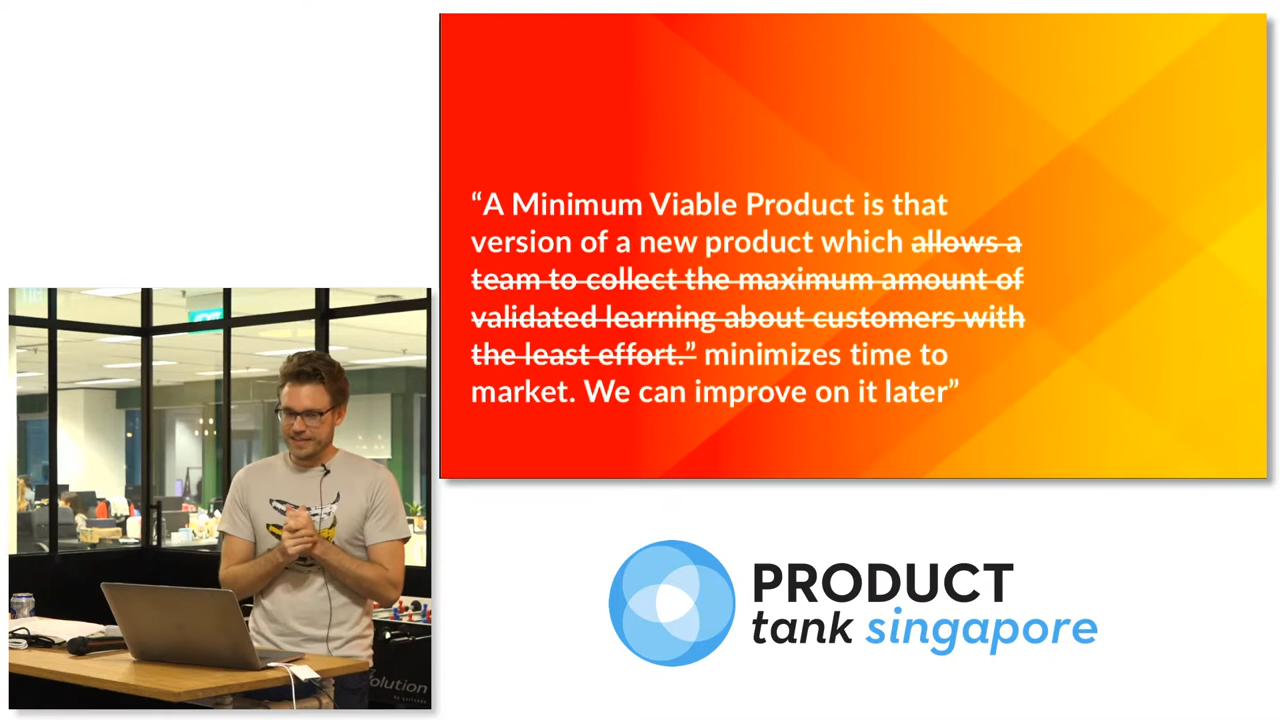 “A Minimum Viable Product is that
version of a new product which allows a
team to collect the maximum amount of
validated learning about customers with
the least effort.” minimizes time to
market. We can improve on it later”
PRODUCT
tank singapore